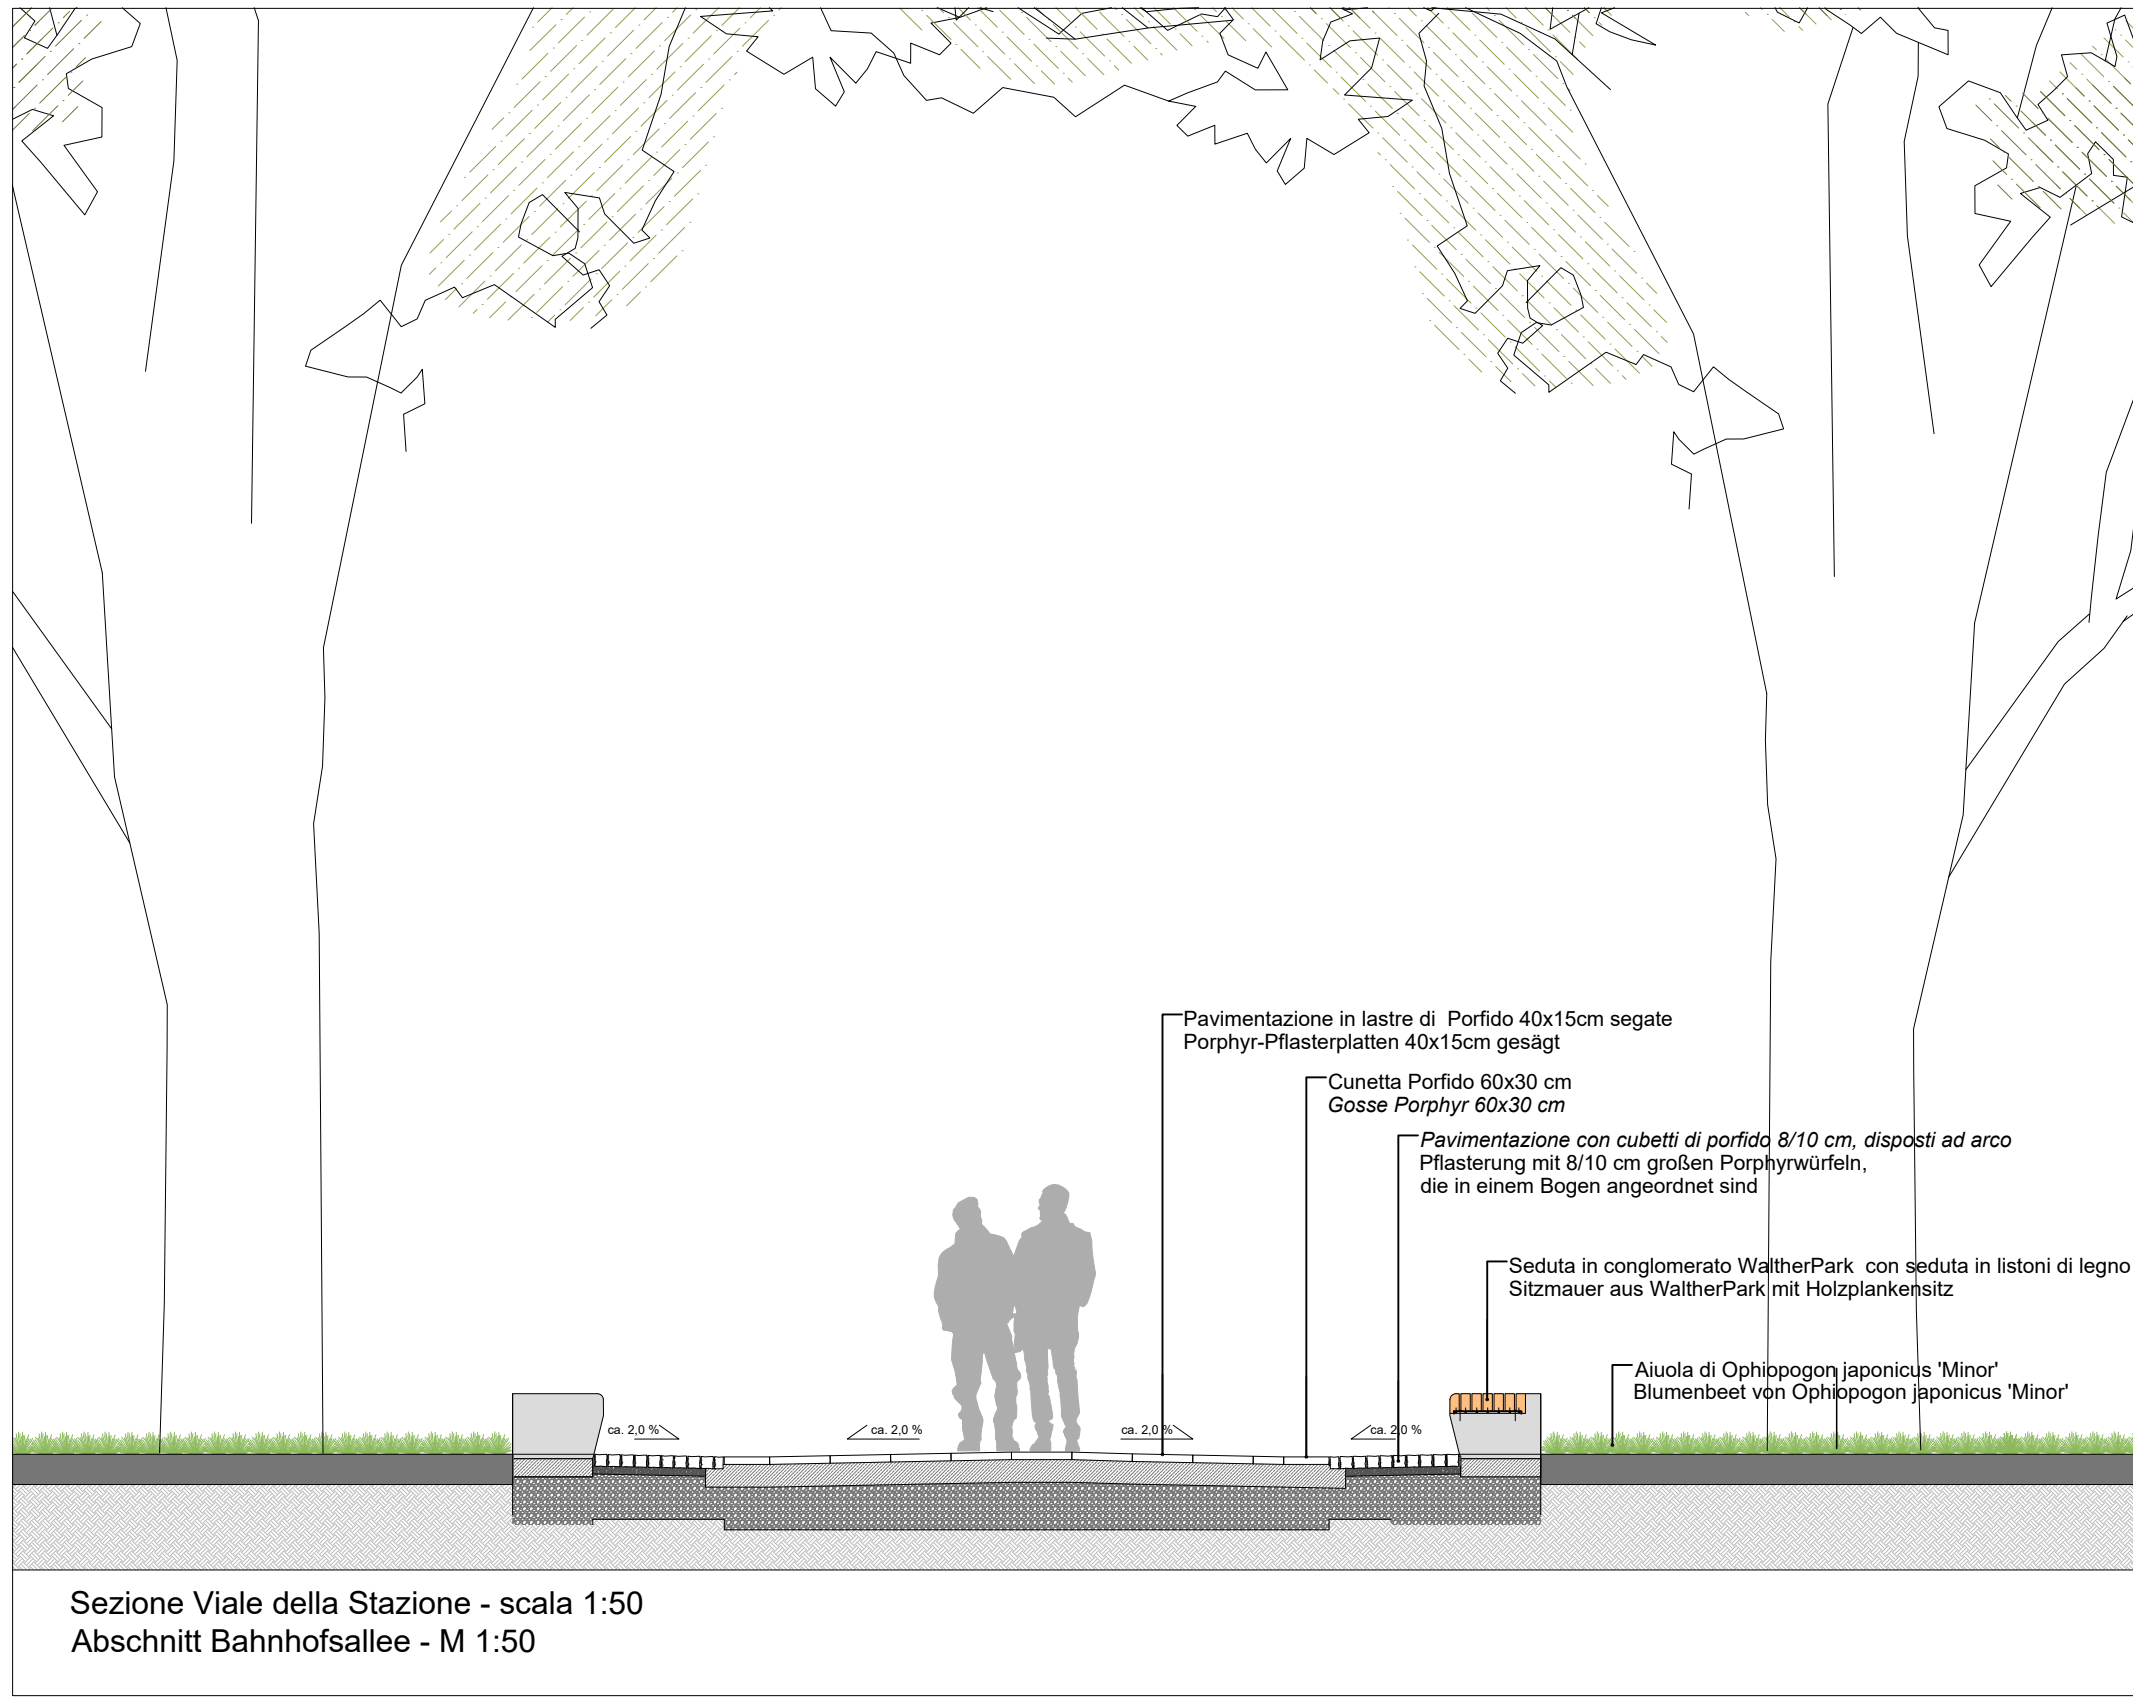 Pavimentazione in lastre di  Porfido 40x15cm segate
Porphyr-Pflasterplatten 40x15cm gesägt
Cunetta Porfido 60x30 cm
Gosse Porphyr 60x30 cm
Pavimentazione con cubetti di porfido 8/10 cm, disposti ad arco
Pflasterung mit 8/10 cm großen Porphyrwürfeln,
die in einem Bogen angeordnet sind
Seduta in conglomerato WaltherPark  con seduta in listoni di legno
Sitzmauer aus WaltherPark mit Holzplankensitz
Aiuola di Ophiopogon japonicus 'Minor'
Blumenbeet von Ophiopogon japonicus 'Minor'
ca. 2,0 %
ca. 2,0 %
ca. 2,0 %
ca. 2,0 %
Sezione Viale della Stazione - scala 1:50
Abschnitt Bahnhofsallee - M 1:50